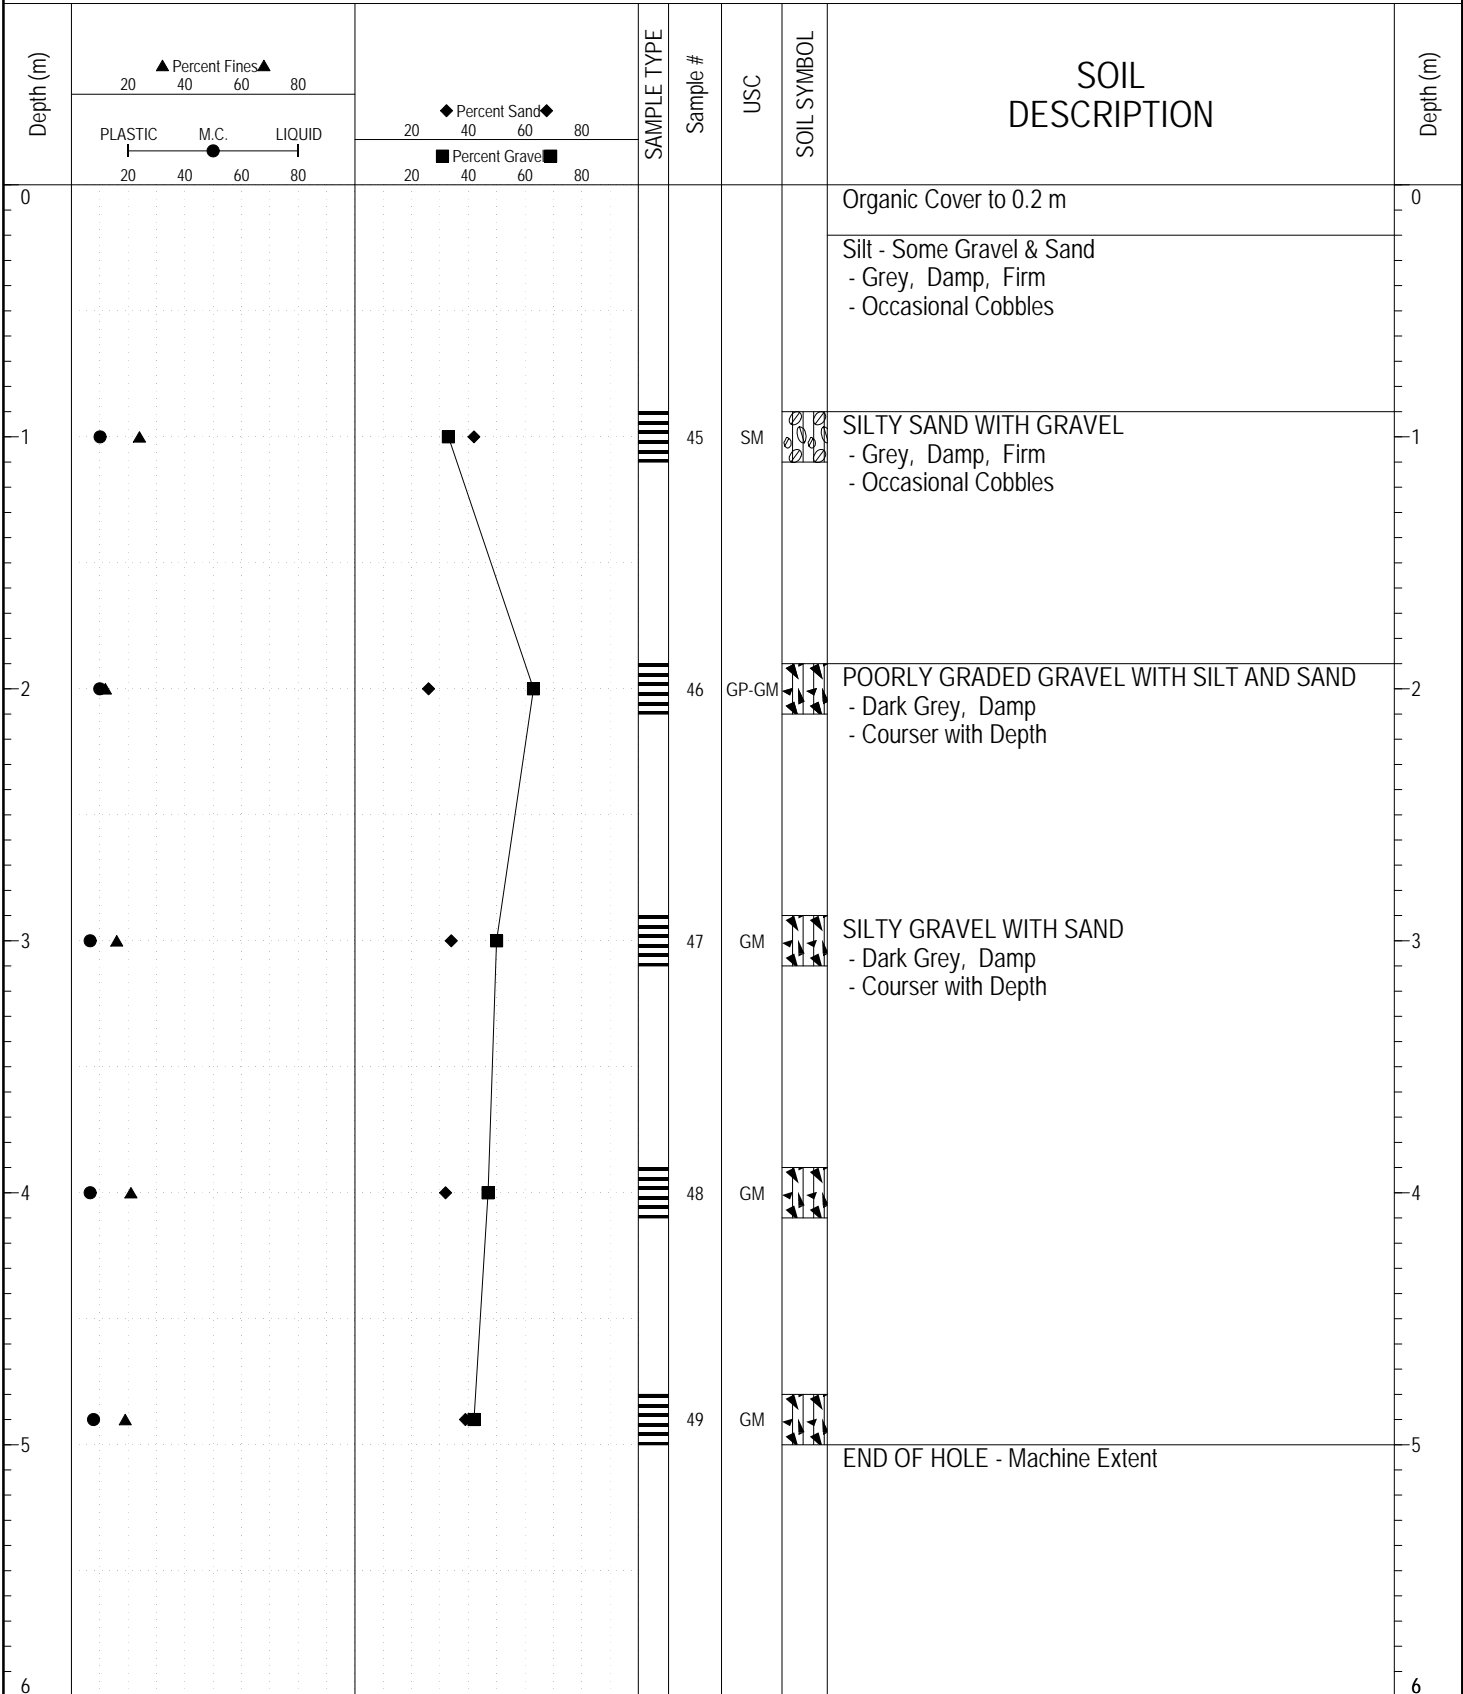 Depth (m)
▲ Percent Fines ▲
20 40 60 80
PLASTIC M.C. LIQUID
20 40 60 80
◆ Percent Sand ◆
20 40 60 80
■ Percent Gravel ■
20 40 60 80
SAMPLE TYPE
Sample #
USC
SOIL SYMBOL
SOIL
DESCRIPTION
Depth (m)
0 Organic Cover to 0.2 m 0
Silt - Some Gravel & Sand
- Grey, Damp, Firm
- Occasional Cobbles
SILTY SAND WITH GRAVEL
1 45 SM 1
- Grey, Damp, Firm
- Occasional Cobbles
POORLY GRADED GRAVEL WITH SILT AND SAND
2 46 GP-GM 2
- Dark Grey, Damp
- Courser with Depth
SILTY GRAVEL WITH SAND
3 47 GM 3
- Dark Grey, Damp
- Courser with Depth
4 48 GM 4
49 GM
5 5
END OF HOLE - Machine Extent
6 6